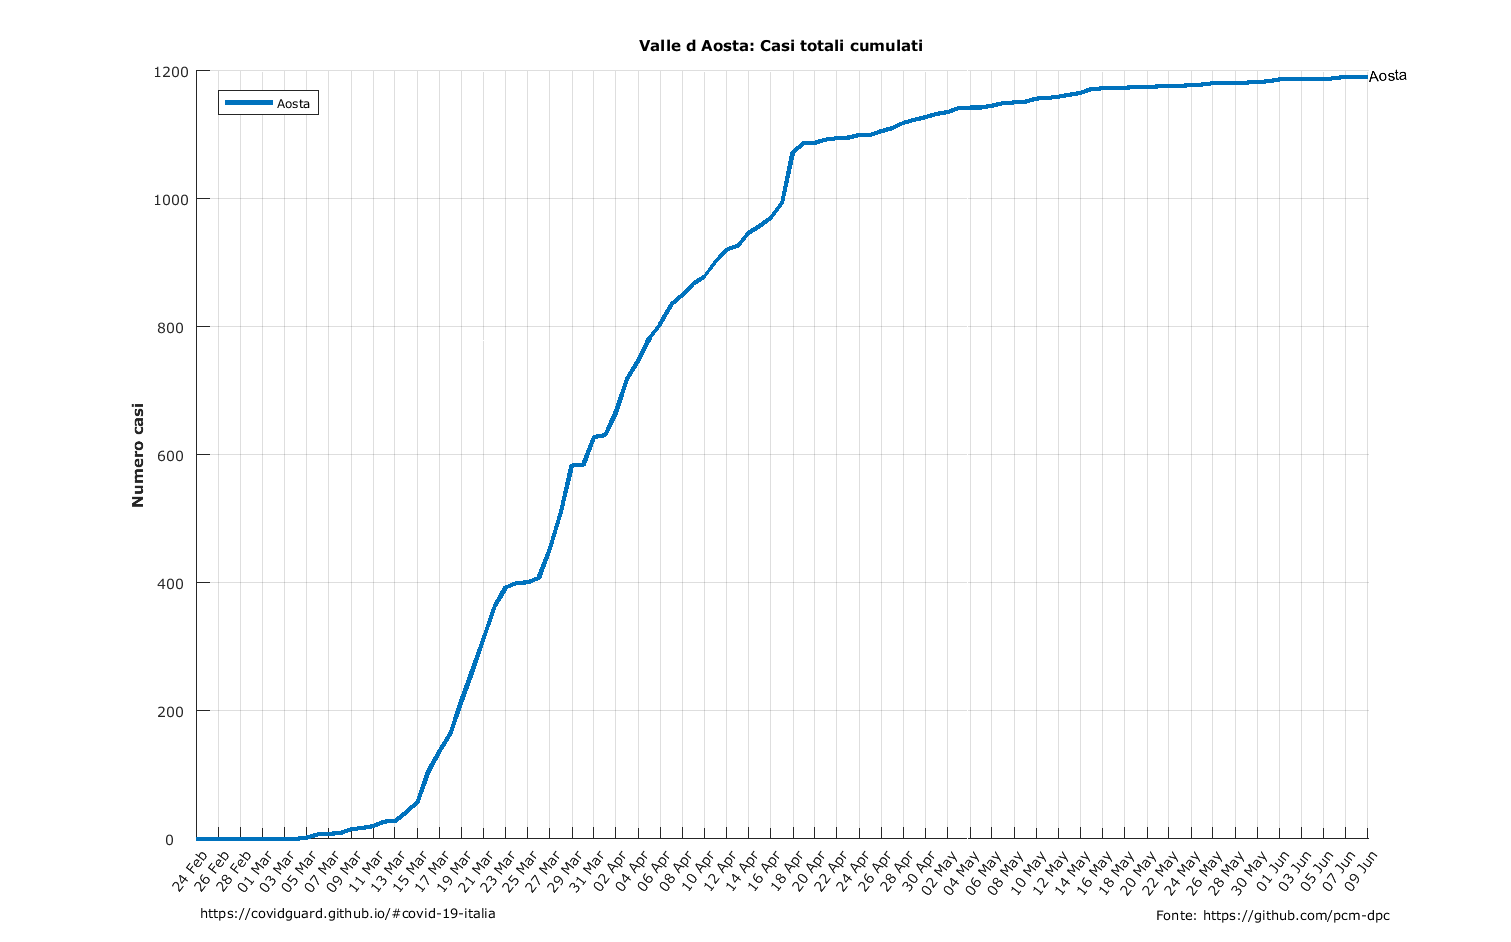 Valle d Aosta: Casi totali cumulati
Aosta
Aosta
Numero casi
1200
1000
800
600
400
200
0
24 Feb
26 Feb
28 Feb
01 Mar
03 Mar
05 Mar
07 Mar
09 Mar
11 Mar
13 Mar
15 Mar
17 Mar
19 Mar
21 Mar
23 Mar
25 Mar
27 Mar
29 Mar
31 Mar
02 Apr
04 Apr
06 Apr
08 Apr
10 Apr
12 Apr
14 Apr
16 Apr
18 Apr
20 Apr
22 Apr
24 Apr
26 Apr
28 Apr
30 Apr
02 May
04 May
06 May
08 May
10 May
12 May
14 May
16 May
18 May
20 May
22 May
24 May
26 May
28 May
30 May
01 Jun
03 Jun
05 Jun
07 Jun
09 Jun
https://covidguard.github.io/#covid-19-italia
Fonte: https://github.com/pcm-dpc